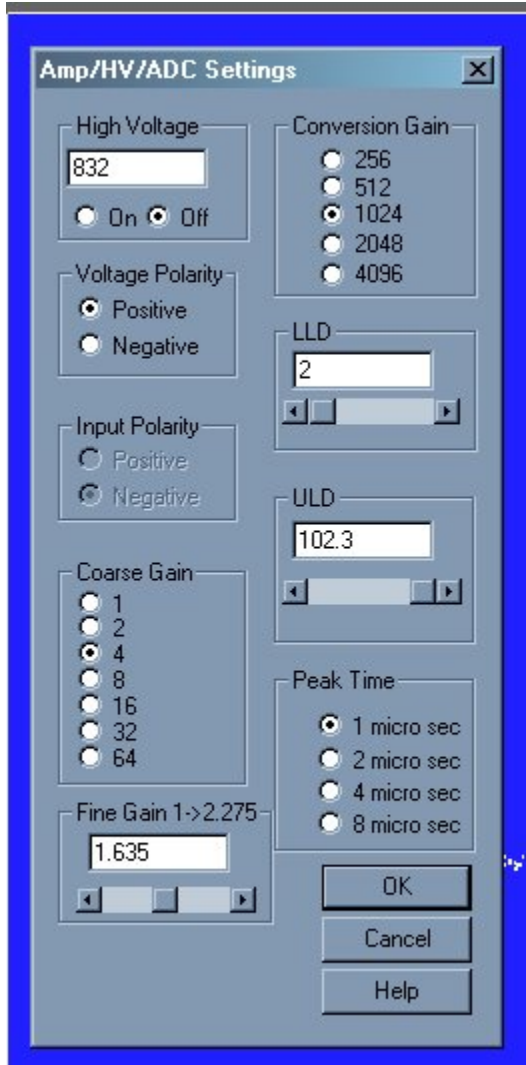 Amp/HV/ADC Settings
High Voltage
832
On Off
Voltage Polarity
Positive
Negative
Input Polarity
Positive
Negative
Coarse Gain
1
2
4
8
16
32
64
Fine Gain 1->2.275
1.635
Conversion Gain
256
512
1024
2048
4096
LLD
2
ULD
102.3
Peak Time
1 micro sec
2 micro sec
4 micro sec
8 micro sec
OK
Cancel
Help